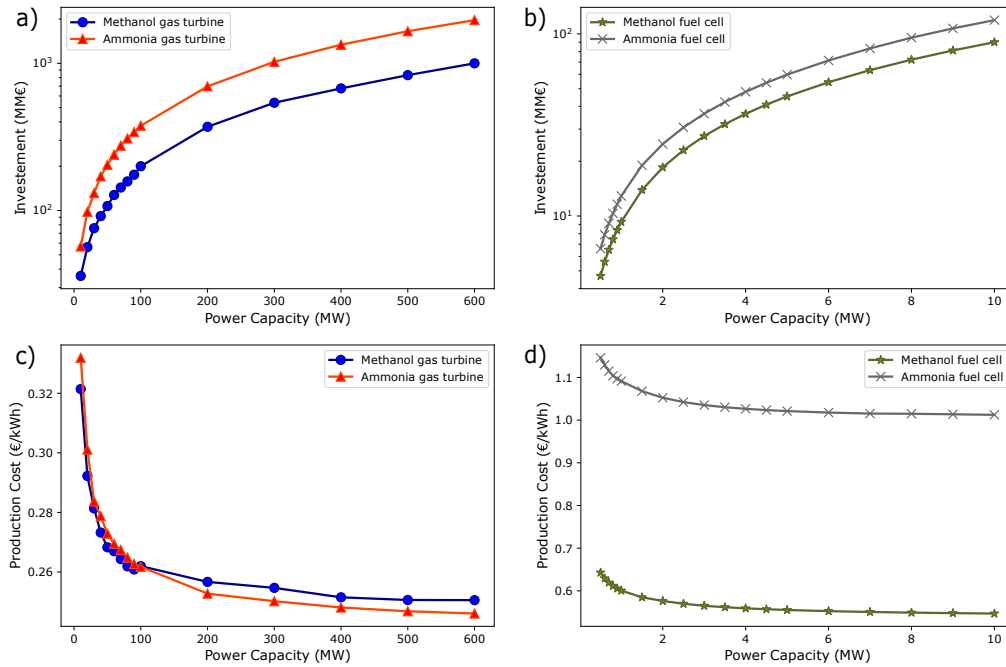 a)
Methanol gas turbine
Ammonia gas turbine
10³
10²
Investement (MM€)
0 100 200 300 400 500 600
Power Capacity (MW)
b)
Methanol fuel cell
Ammonia fuel cell
10²
10¹
Investement (MM€)
2 4 6 8 10
Power Capacity (MW)
c)
Methanol gas turbine
Ammonia gas turbine
0.32
0.30
0.28
0.26
Production Cost (€/kWh)
0 100 200 300 400 500 600
Power Capacity (MW)
d)
Methanol fuel cell
Ammonia fuel cell
1.1
1.0
0.9
0.8
0.7
0.6
Production Cost (€/kWh)
2 4 6 8 10
Power Capacity (MW)